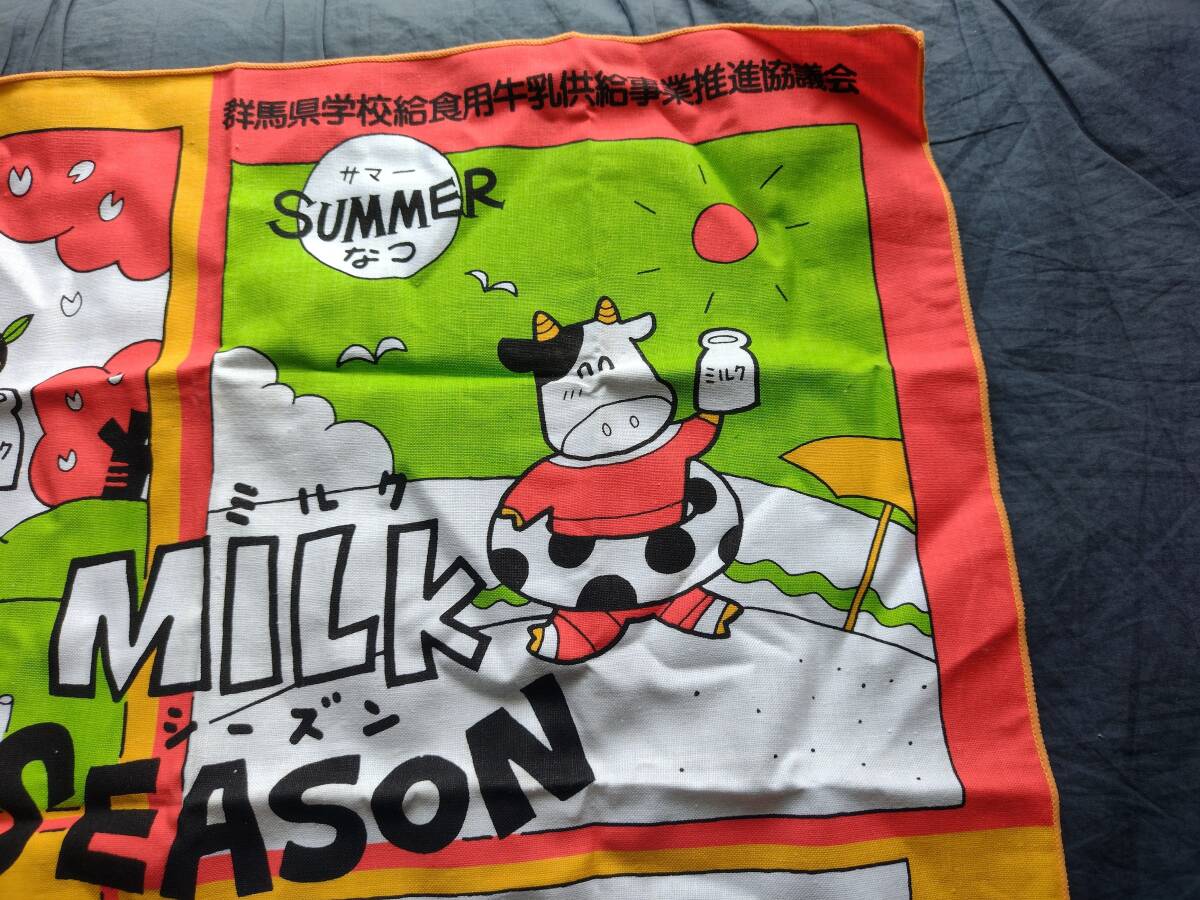 群馬県学校給食用牛乳供給事業推進協議会
サマー
SUMMER
なつ
ミルク
ミルク
MILK
シーズン
SEASON